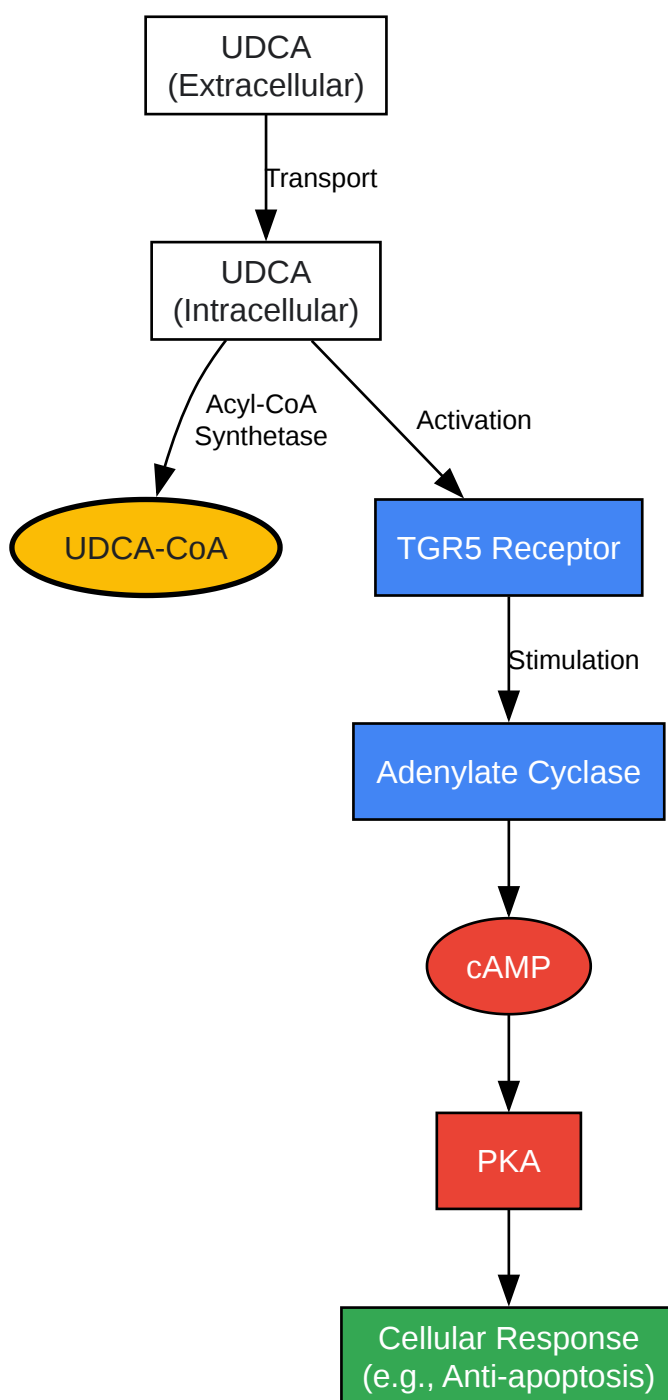 UDCA
(Extracellular)
Transport
UDCA
(Intracellular)
Acyl-CoA
Synthetase
Activation
UDCA-CoA
TGR5 Receptor
Stimulation
Adenylate Cyclase
cAMP
PKA
Cellular Response
(e.g., Anti-apoptosis)